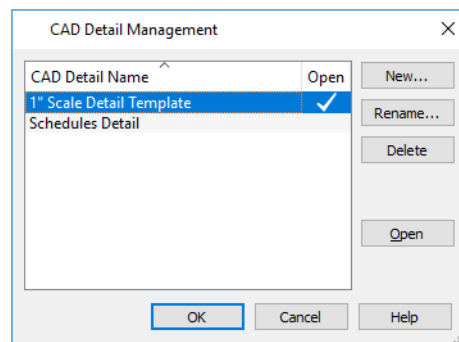 CAD Detail Management
CAD Detail Name Open
1" Scale Detail Template
Schedules Detail
New...
Rename...
Delete
Open
OK Cancel Help